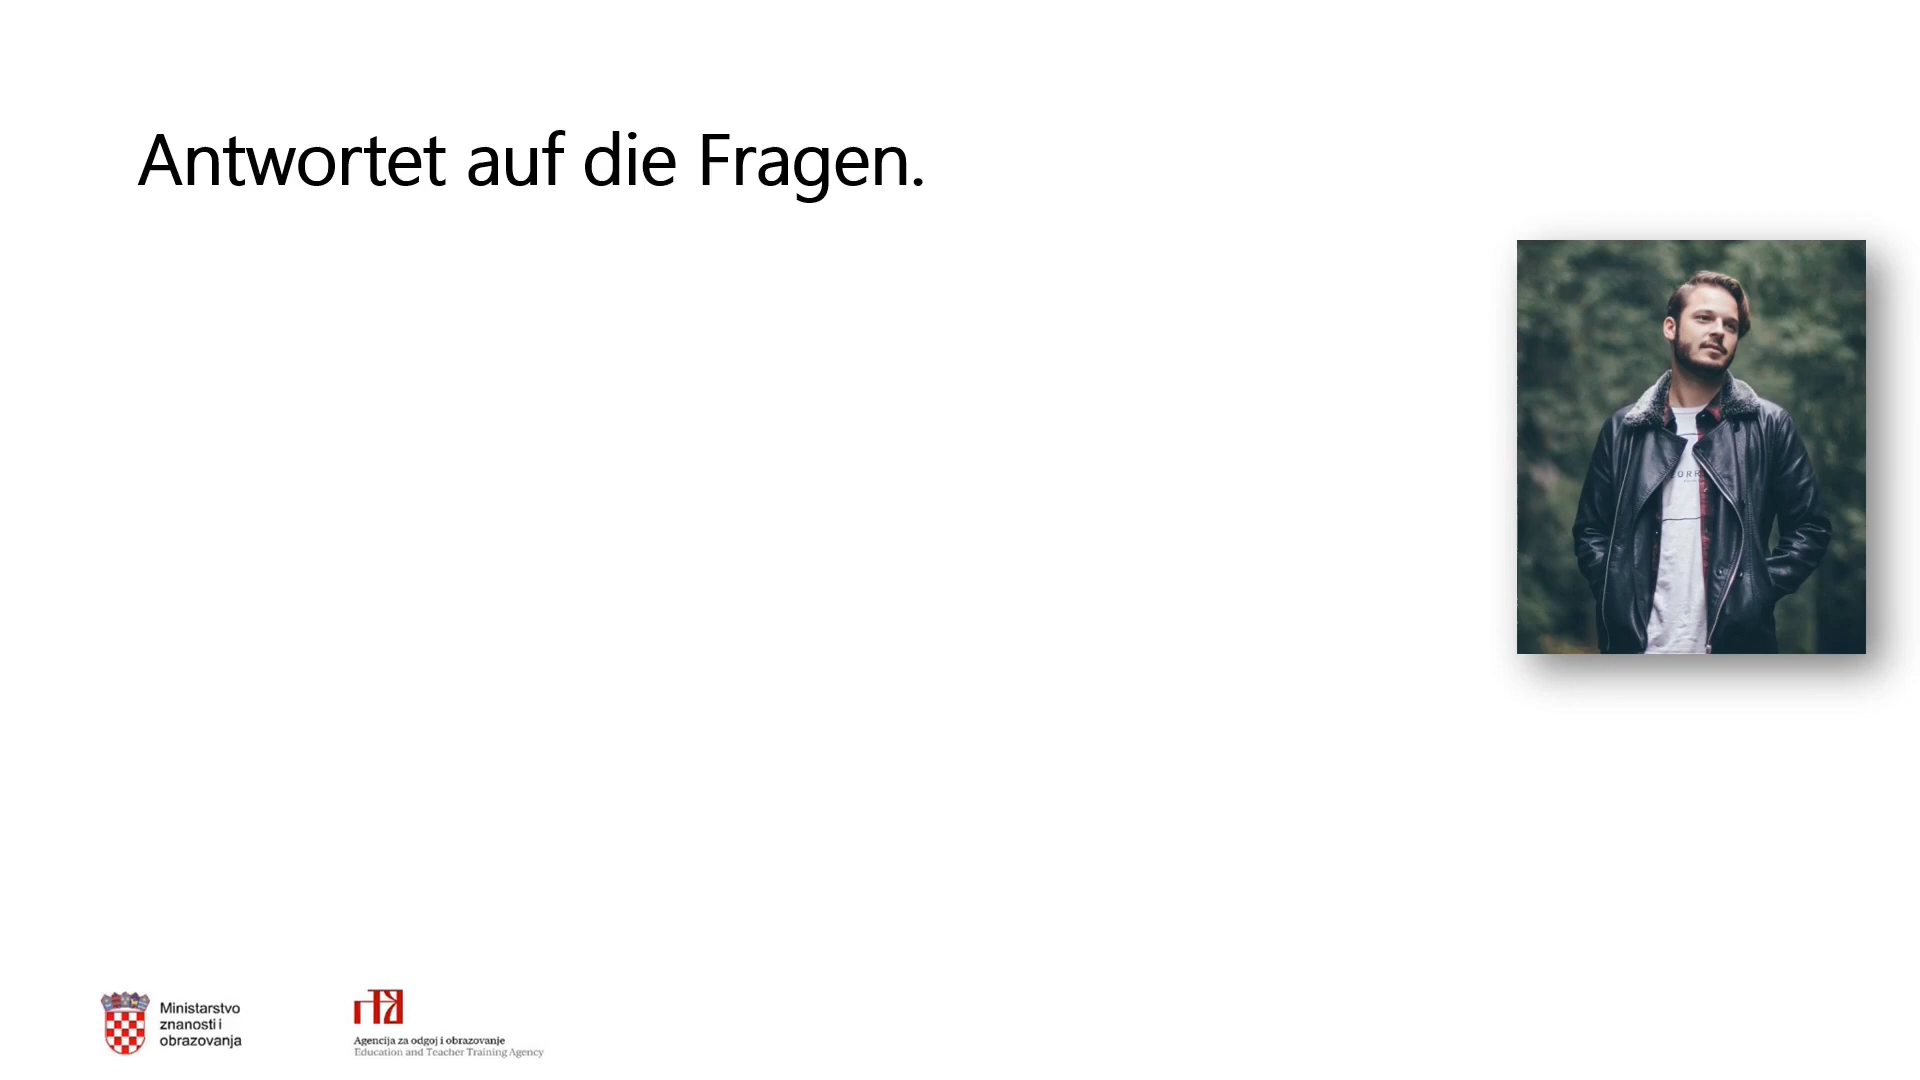 Antwortet auf die Fragen.
Ministarstvo
znanosti i
obrazovanja
Agencija za odgoj i obrazovanje
Education and Teacher Training Agency